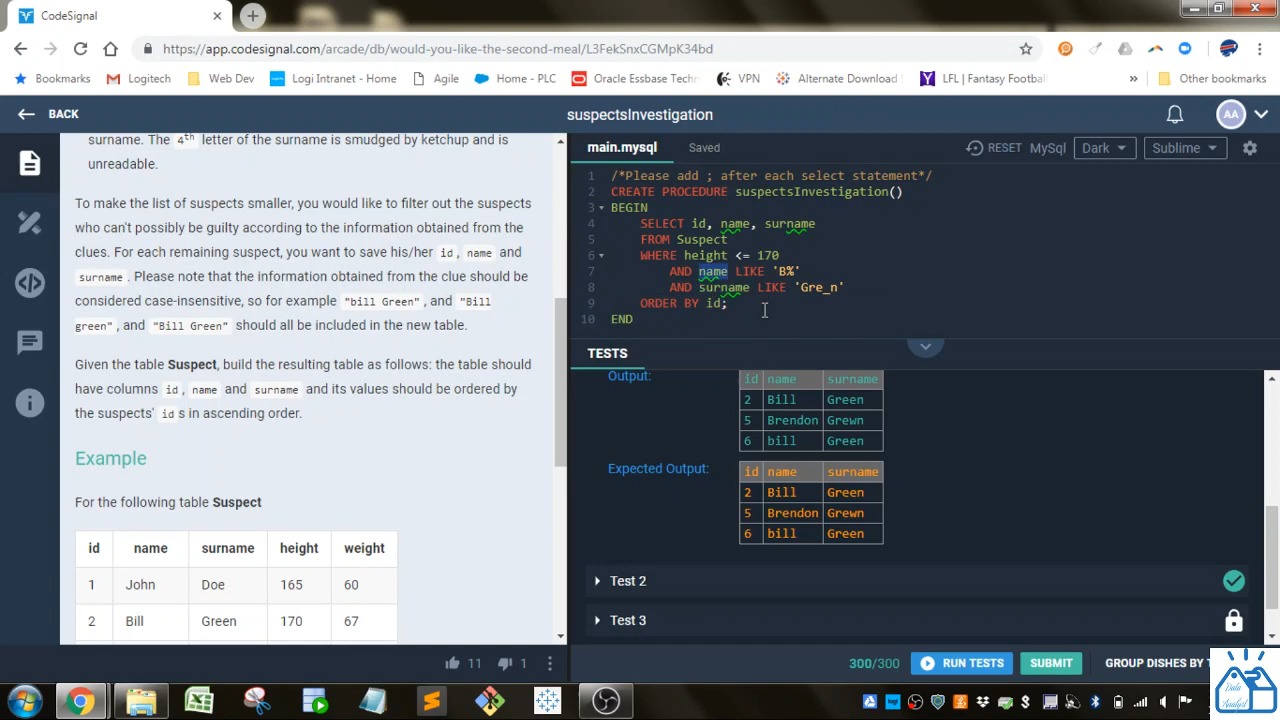 CodeSignal
https://app.codesignal.com/arcade/db/would-you-like-the-second-meal/L3FekSnxCGMpK34bd
Bookmarks Logitech Web Dev Logi Intranet - Home Agile Home - PLC Oracle Essbase Techn VPN Alternate Download LFL | Fantasy Football » Other bookmarks
BACK suspectsInvestigation AA
surname. The 4th letter of the surname is smudged by ketchup and is
unreadable.
To make the list of suspects smaller, you would like to filter out the suspects
who can't possibly be guilty according to the information obtained from the
clues. For each remaining suspect, you want to save his/her id, name and
surname. Please note that the information obtained from the clue should be
considered case-insensitive, so for example "bill Green", and "Bill
green", and "Bill Green" should all be included in the new table.
Given the table Suspect, build the resulting table as follows: the table should
have columns id, name and surname and its values should be ordered by
the suspects' ids in ascending order.
Example
For the following table Suspect
id name surname height weight
1 John Doe 165 60
2 Bill Green 170 67
11 1
main.mysql Saved RESET MySql Dark Sublime
1 /*Please add ; after each select statement*/
2 CREATE PROCEDURE suspectsInvestigation()
3 BEGIN
4 SELECT id, name, surname
5 FROM Suspect
6 WHERE height <= 170
7 AND name LIKE 'B%'
8 AND surname LIKE 'Gre_n'
9 ORDER BY id;
10 END
TESTS
Output:
id name surname
2 Bill Green
5 Brendon Grewn
6 bill Green
Expected Output:
id name surname
2 Bill Green
5 Brendon Grewn
6 bill Green
Test 2
Test 3
300/300 RUN TESTS SUBMIT GROUP DISHES BY T
Data
Analyst